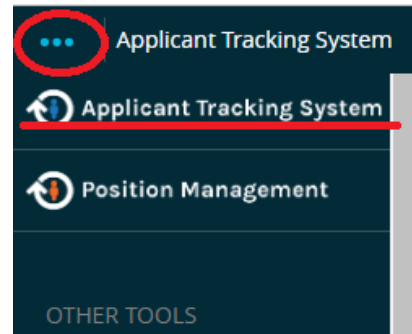 Applicant Tracking System
Applicant Tracking System
Position Management
OTHER TOOLS